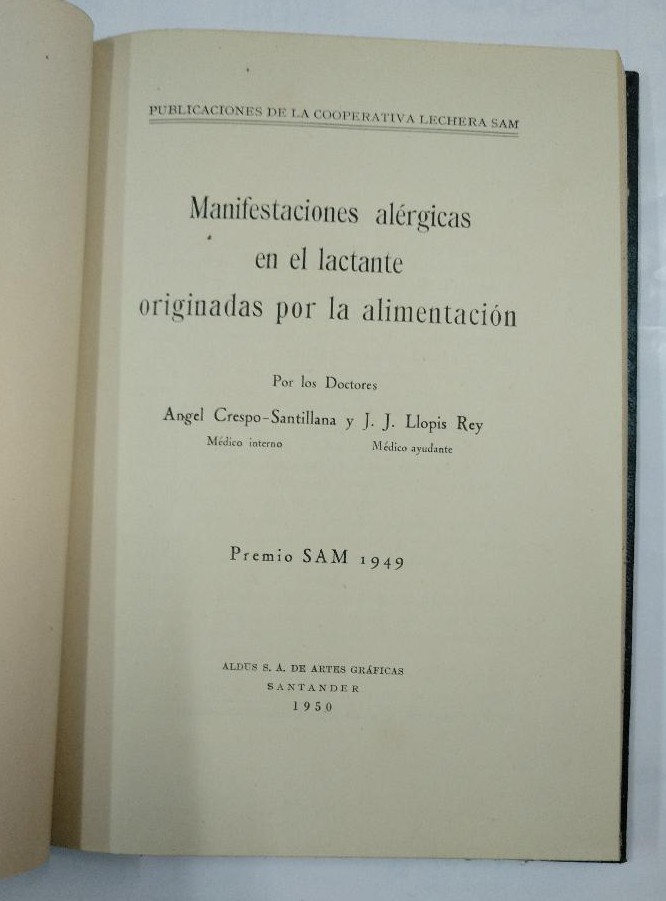 PUBLICACIONES DE LA COOPERATIVA LECHERA SAM
Manifestaciones alérgicas
en el lactante
originadas por la alimentación
Por los Doctores
Angel Crespo-Santillana y J. J. Llopis Rey
Médico interno Médico ayudante
Premio SAM 1949
ALDUS S. A. DE ARTES GRÁFICAS
SANTANDER
1950